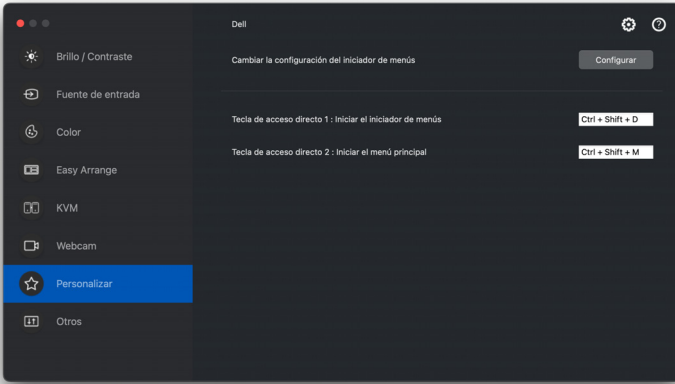 Dell
Brillo / Contraste
Fuente de entrada
Color
Easy Arrange
KVM
Webcam
Personalizar
Otros
Cambiar la configuración del iniciador de menús
Configurar
Tecla de acceso directo 1 : Iniciar el iniciador de menús
Ctrl + Shift + D
Tecla de acceso directo 2 : Iniciar el menú principal
Ctrl + Shift + M